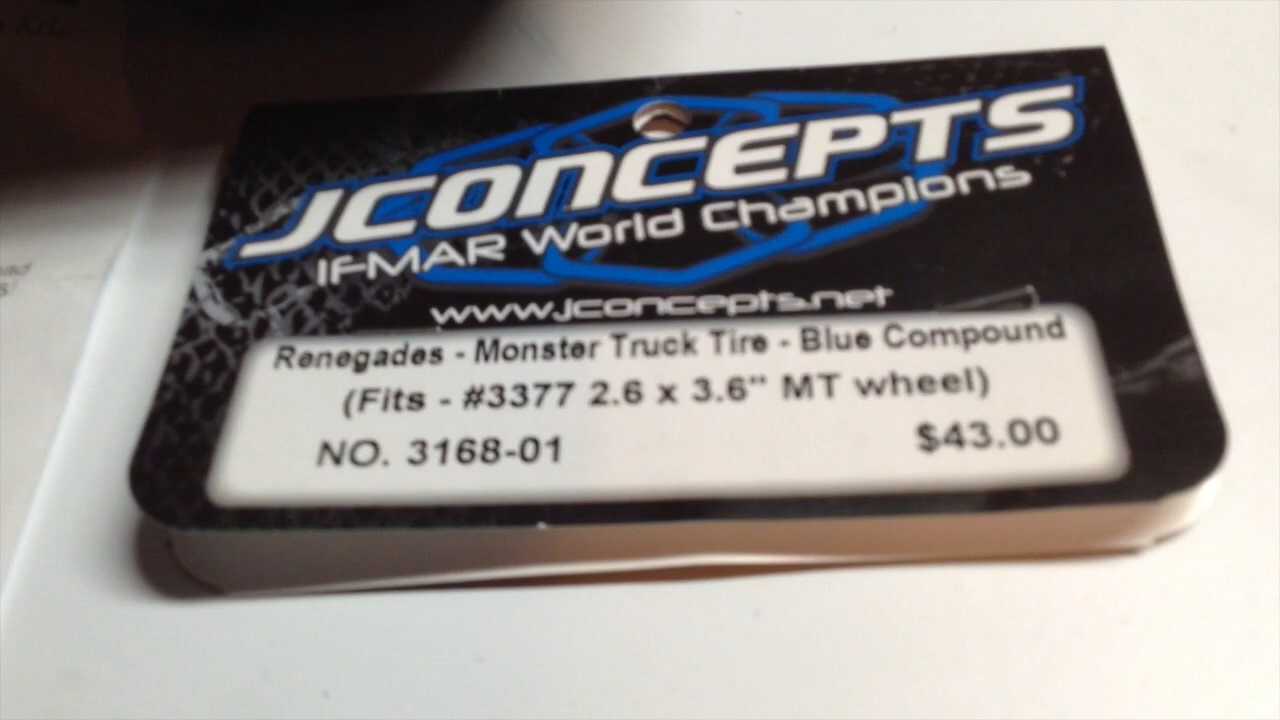 JCONCEPTS
IFMAR World Champions
www.jconcepts.net
Renegades - Monster Truck Tire - Blue Compound
(Fits - #3377 2.6 x 3.6" MT wheel)
NO. 3168-01 $43.00